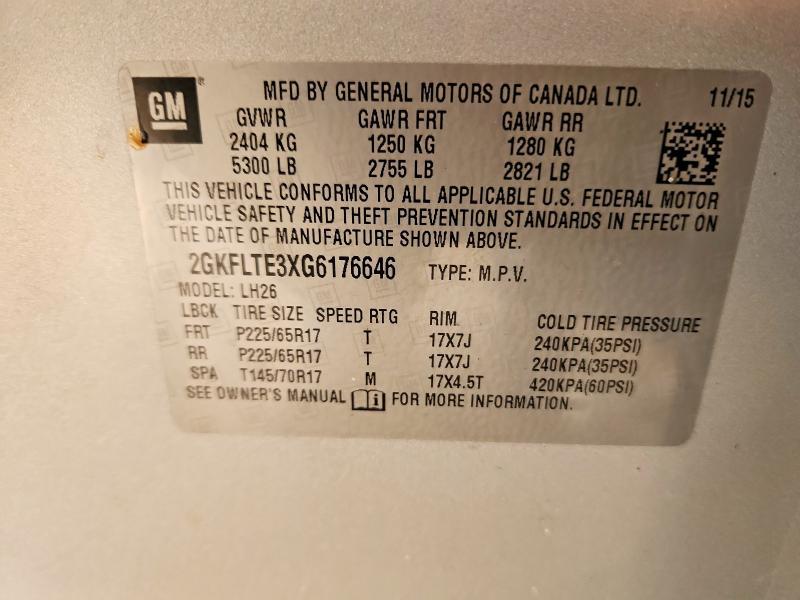 GM MFD BY GENERAL MOTORS OF CANADA LTD. 11/15
GVWR GAWR FRT GAWR RR
2404 KG 1250 KG 1280 KG
5300 LB 2755 LB 2821 LB
THIS VEHICLE CONFORMS TO ALL APPLICABLE U.S. FEDERAL MOTOR
VEHICLE SAFETY AND THEFT PREVENTION STANDARDS IN EFFECT ON
THE DATE OF MANUFACTURE SHOWN ABOVE.
2GKFLTE3XG6176646 TYPE: M.P.V.
MODEL: LH26
LBCK TIRE SIZE SPEED RTG RIM COLD TIRE PRESSURE
FRT P225/65R17 T 17X7J 240KPA(35PSI)
RR P225/65R17 T 17X7J 240KPA(35PSI)
SPA T145/70R17 M 17X4.5T 420KPA(60PSI)
SEE OWNER'S MANUAL i FOR MORE INFORMATION.